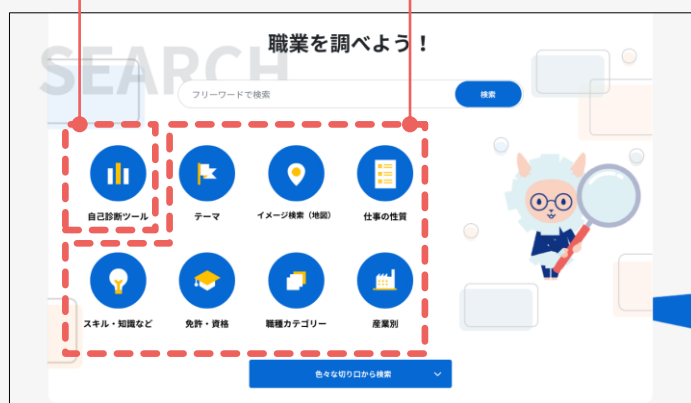 職業を調べよう！
SEARCH
フリーワードで検索
検索
自己診断ツール
テーマ
イメージ検索（地図）
仕事の性質
スキル・知識など
免許・資格
職種カテゴリー
産業別
色々な切り口から検索